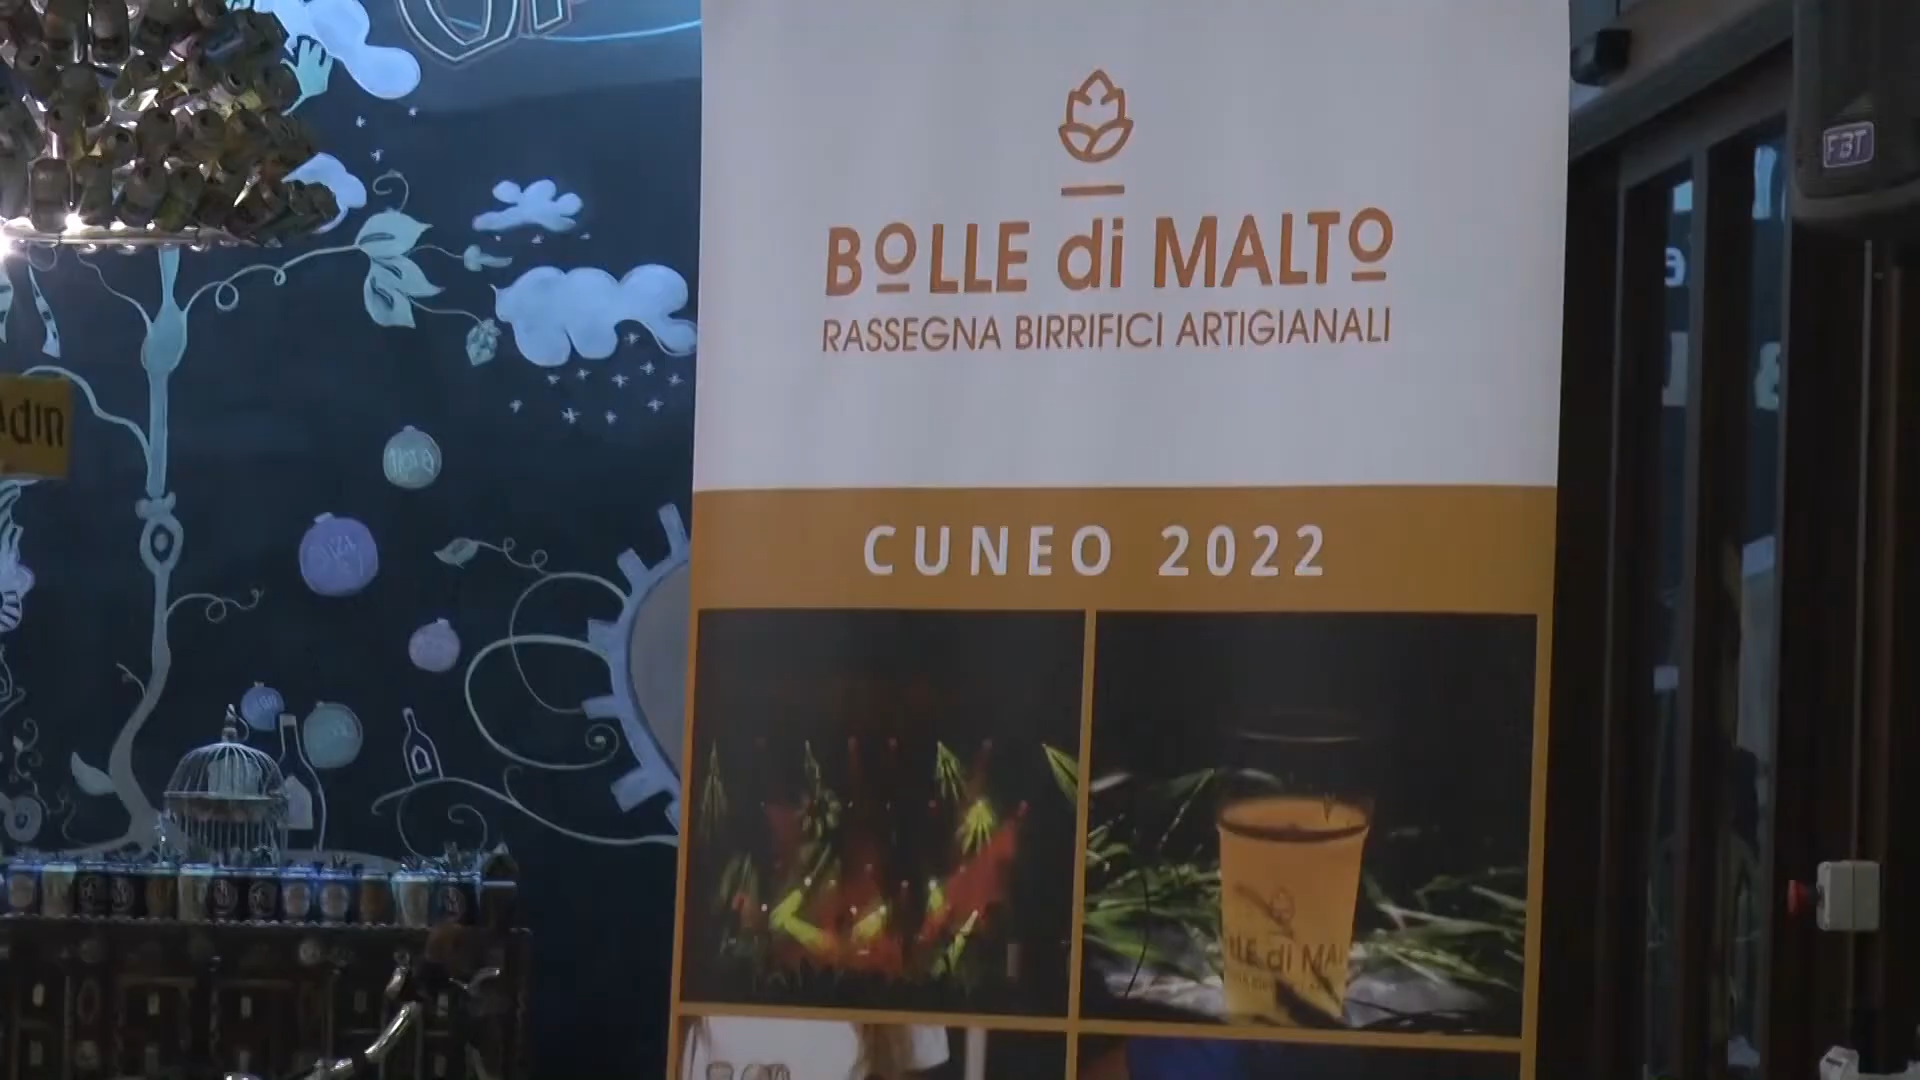 BOLLE di MALTO
RASSEGNA BIRRIFICI ARTIGIANALI
CUNEO 2022
FBT